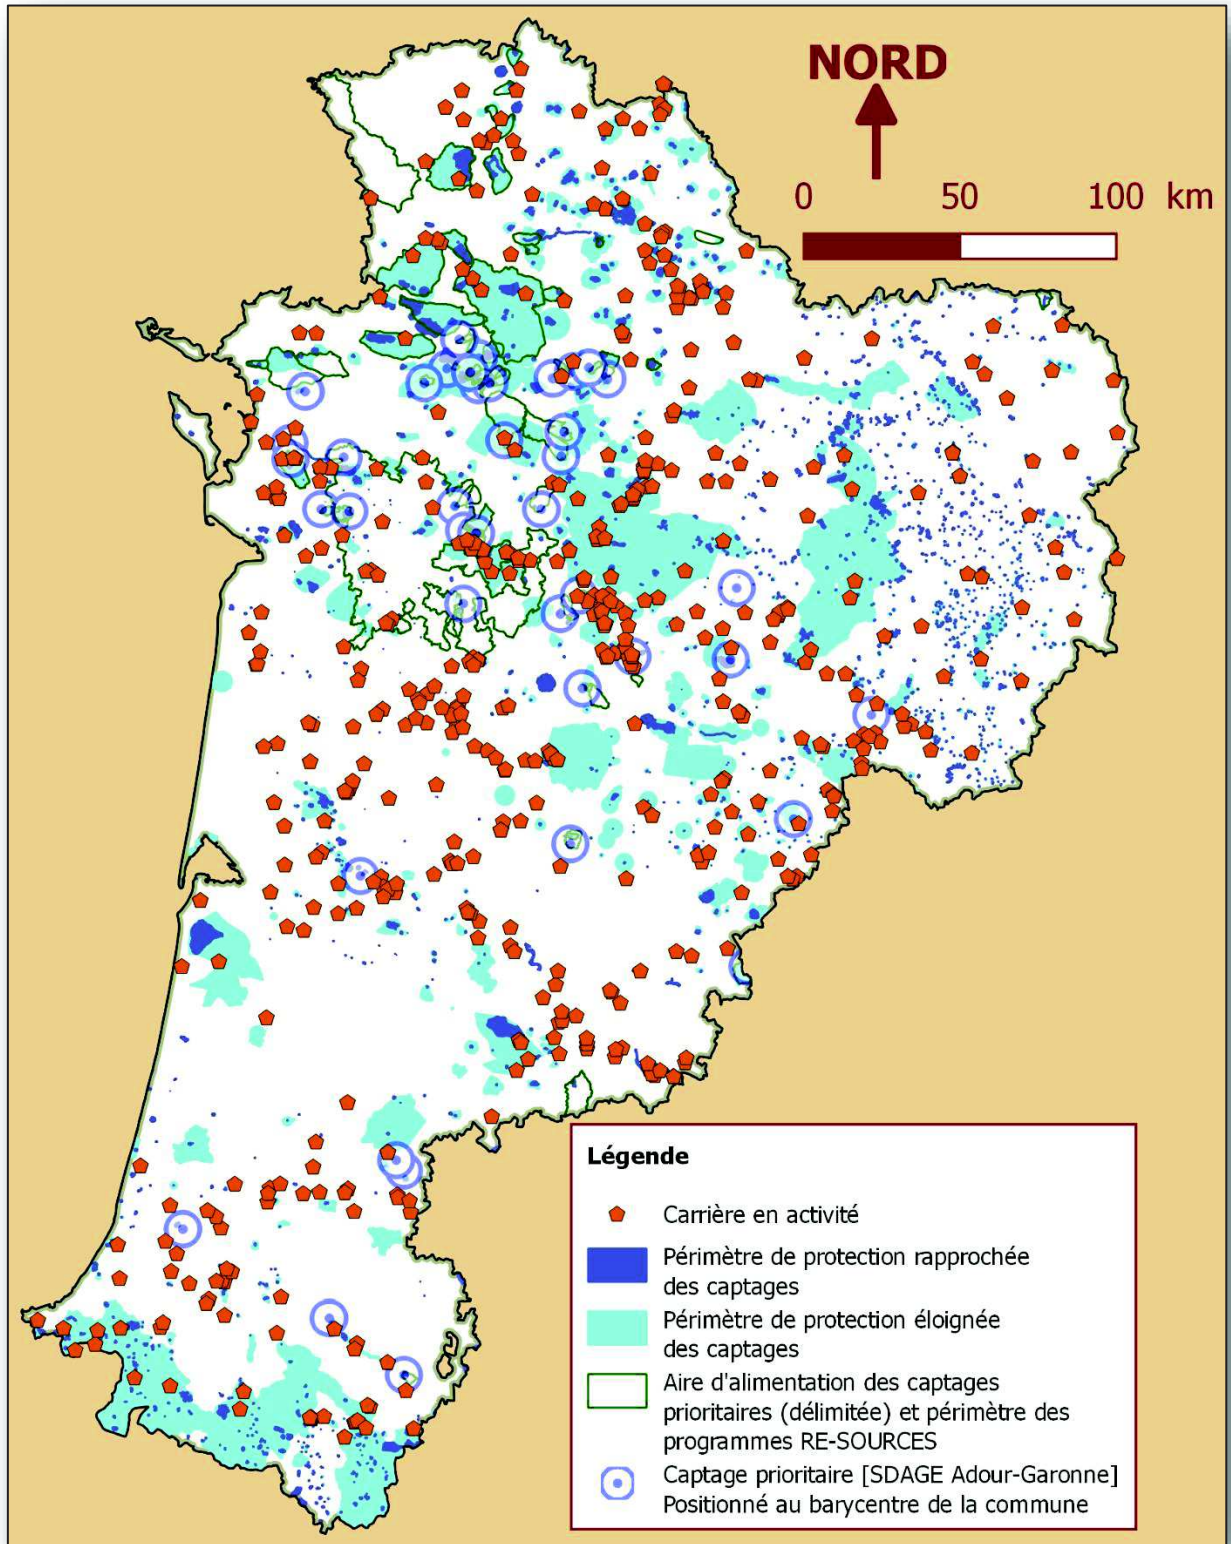 NORD
0 50 100 km
Légende
Carrière en activité
Périmètre de protection rapprochée
des captages
Périmètre de protection éloignée
des captages
Aire d'alimentation des captages
prioritaires (délimitée) et périmètre des
programmes RE-SOURCES
Captage prioritaire [SDAGE Adour-Garonne]
Positionné au barycentre de la commune